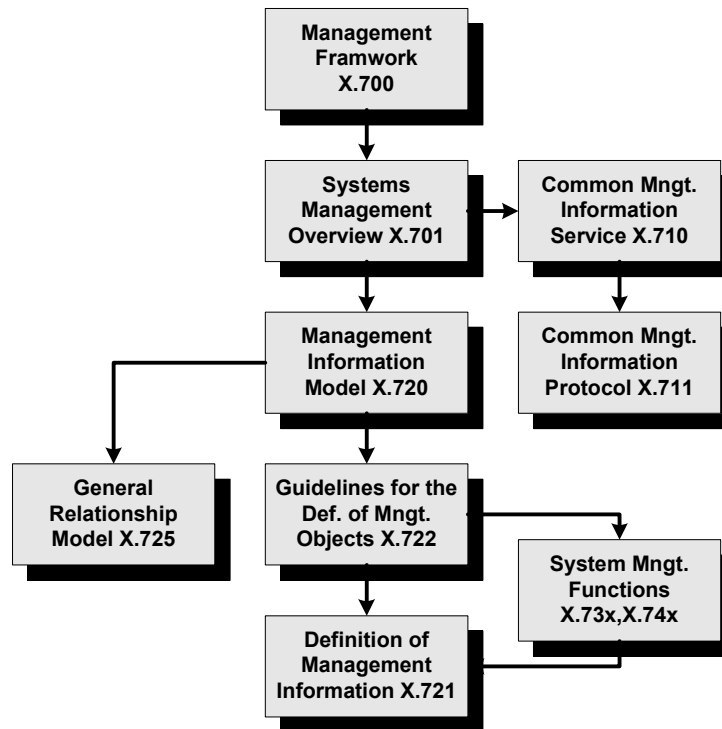 Management
Framwork
X.700
Systems
Management
Overview X.701
Common Mngt.
Information
Service X.710
Management
Information
Model X.720
Common Mngt.
Information
Protocol X.711
General
Relationship
Model X.725
Guidelines for the
Def. of Mngt.
Objects X.722
System Mngt.
Functions
X.73x,X.74x
Definition of
Management
Information X.721